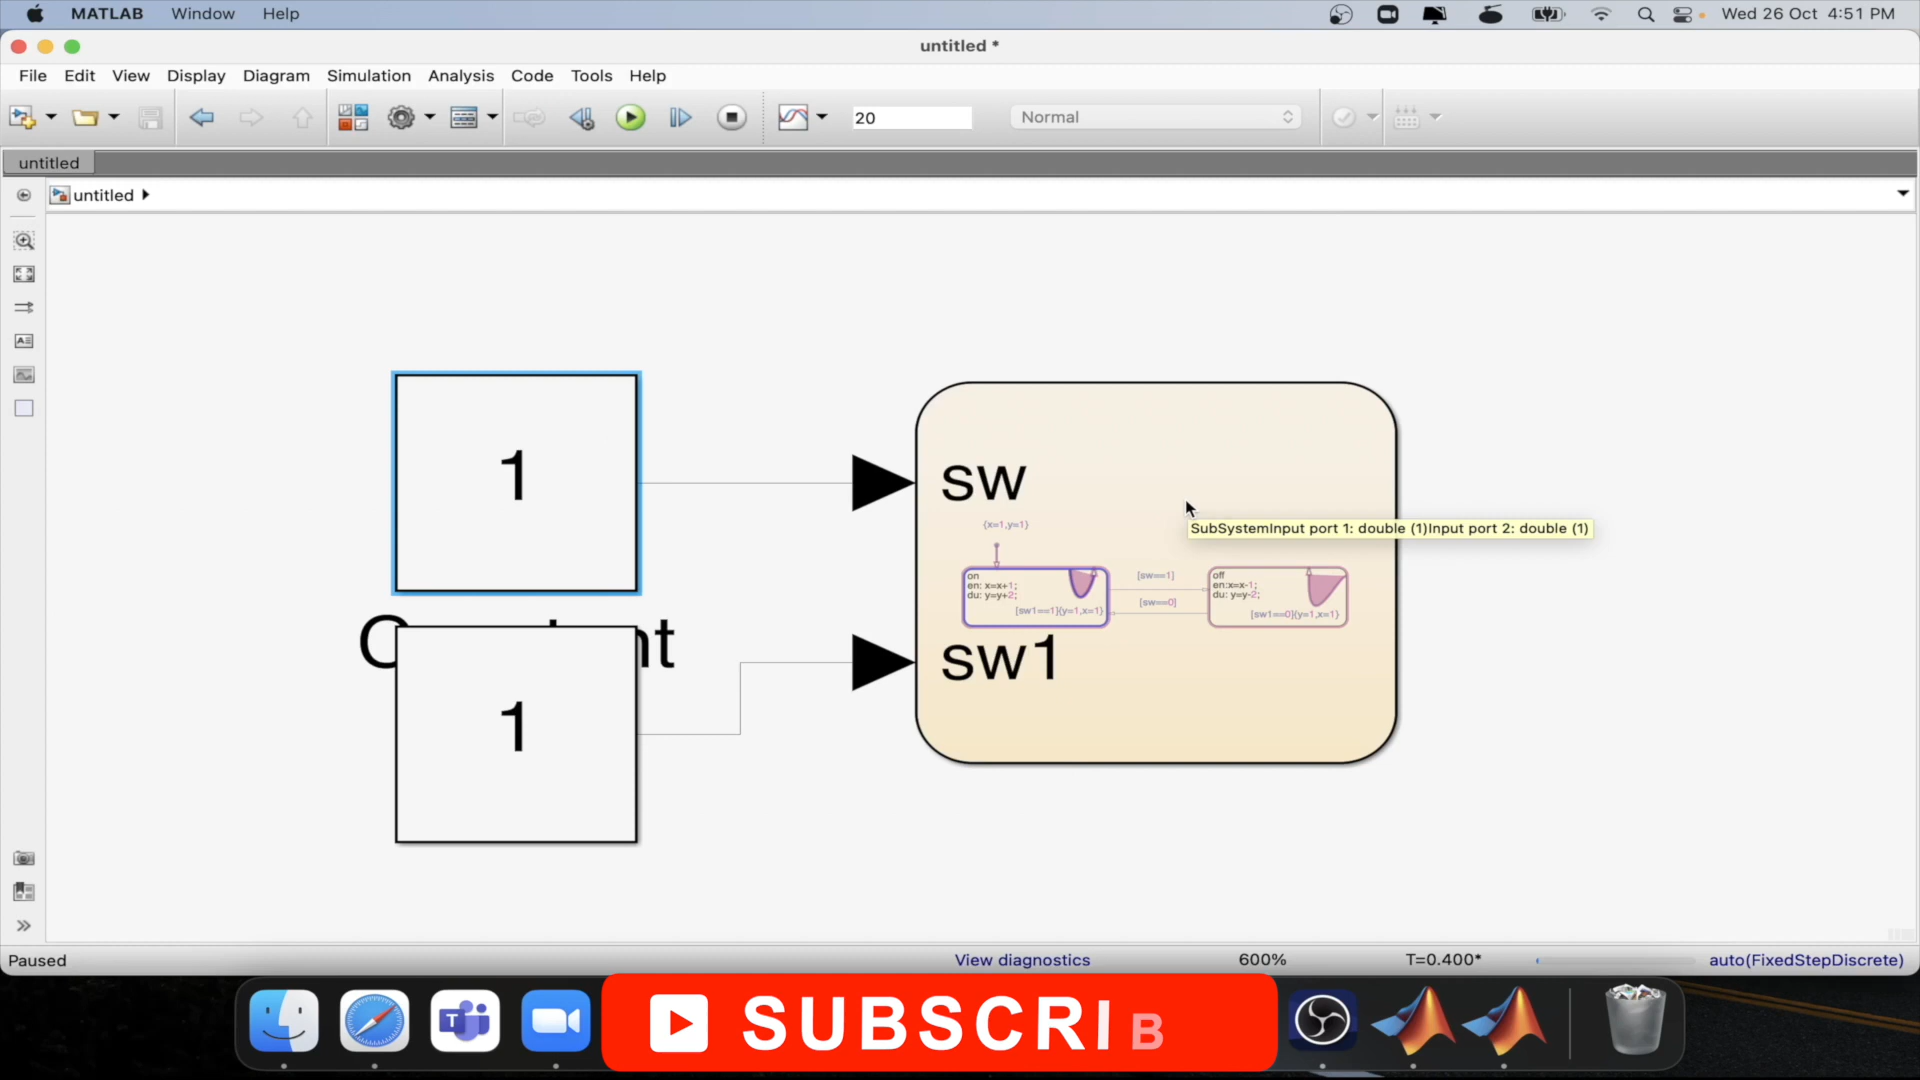 MATLAB Window Help Wed 26 Oct 4:51 PM
untitled *
File Edit View Display Diagram Simulation Analysis Code Tools Help
20 Normal
untitled
untitled
1
sw
SubSystemInput port 1: double (1)Input port 2: double (1)
{x=1,y=1}
on
en: x=x+1;
du: y=y+2;
[sw1==1]{y=1,x=1}
[sw==1]
[sw==0]
off
en:x=x-1;
du: y=y-2;
[sw1==0]{y=1,x=1}
sw1
1
Paused View diagnostics 600% T=0.400* auto(FixedStepDiscrete)
SUBSCRIB